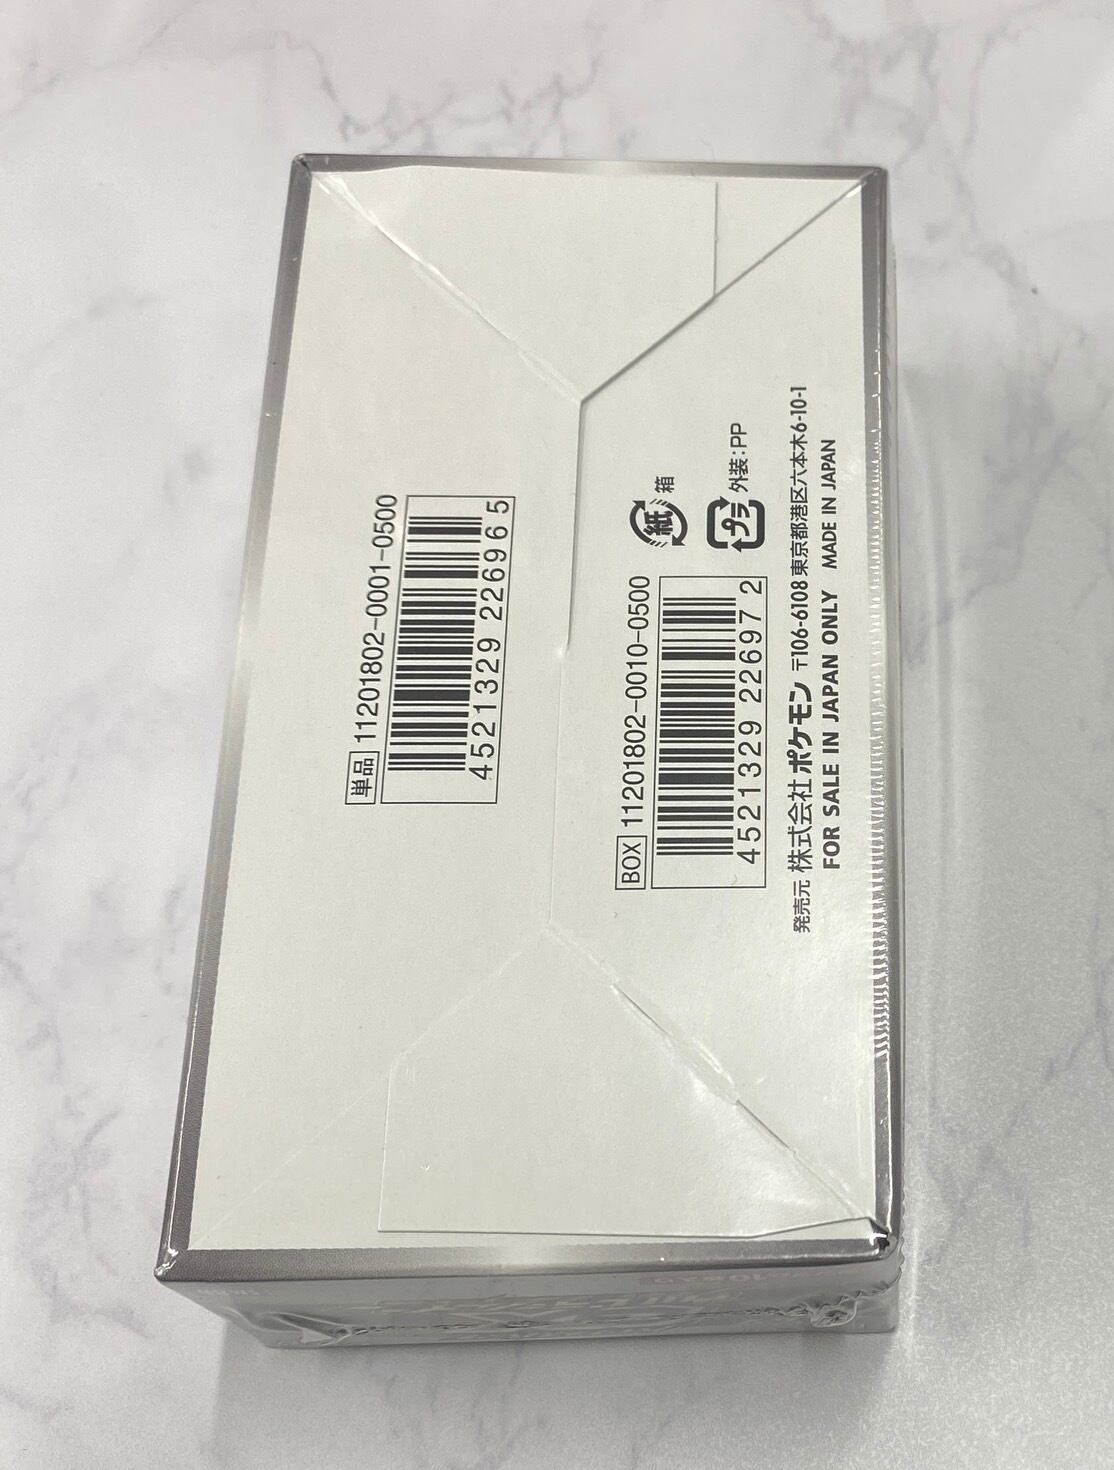 単品 11201802-0001-0500
4521329 226965
BOX 11201802-0010-0500
4521329 226972
紙 箱
プラ 外装:PP
発売元 株式会社ポケモン 〒106-6108 東京都港区六本木6-10-1
FOR SALE IN JAPAN ONLY MADE IN JAPAN